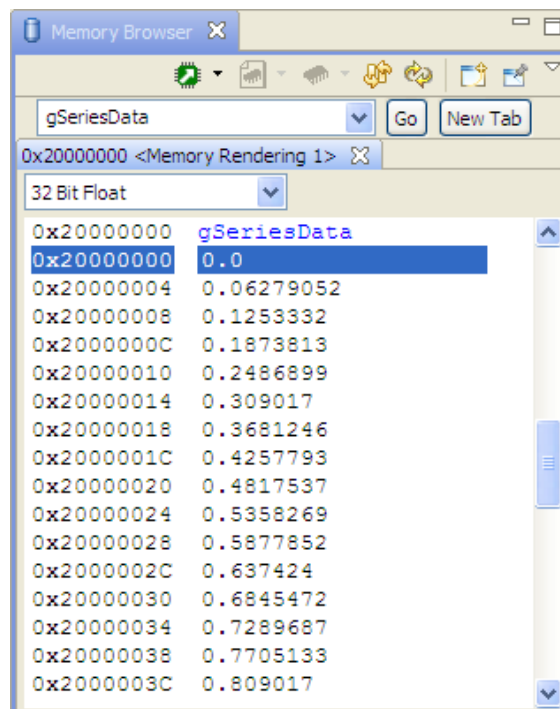 Memory Browser
gSeriesData Go New Tab
0x20000000 <Memory Rendering 1>
32 Bit Float
0x20000000 gSeriesData
0x20000000 0.0
0x20000004 0.06279052
0x20000008 0.1253332
0x2000000C 0.1873813
0x20000010 0.2486899
0x20000014 0.309017
0x20000018 0.3681246
0x2000001C 0.4257793
0x20000020 0.4817537
0x20000024 0.5358269
0x20000028 0.5877852
0x2000002C 0.637424
0x20000030 0.6845472
0x20000034 0.7289687
0x20000038 0.7705133
0x2000003C 0.809017